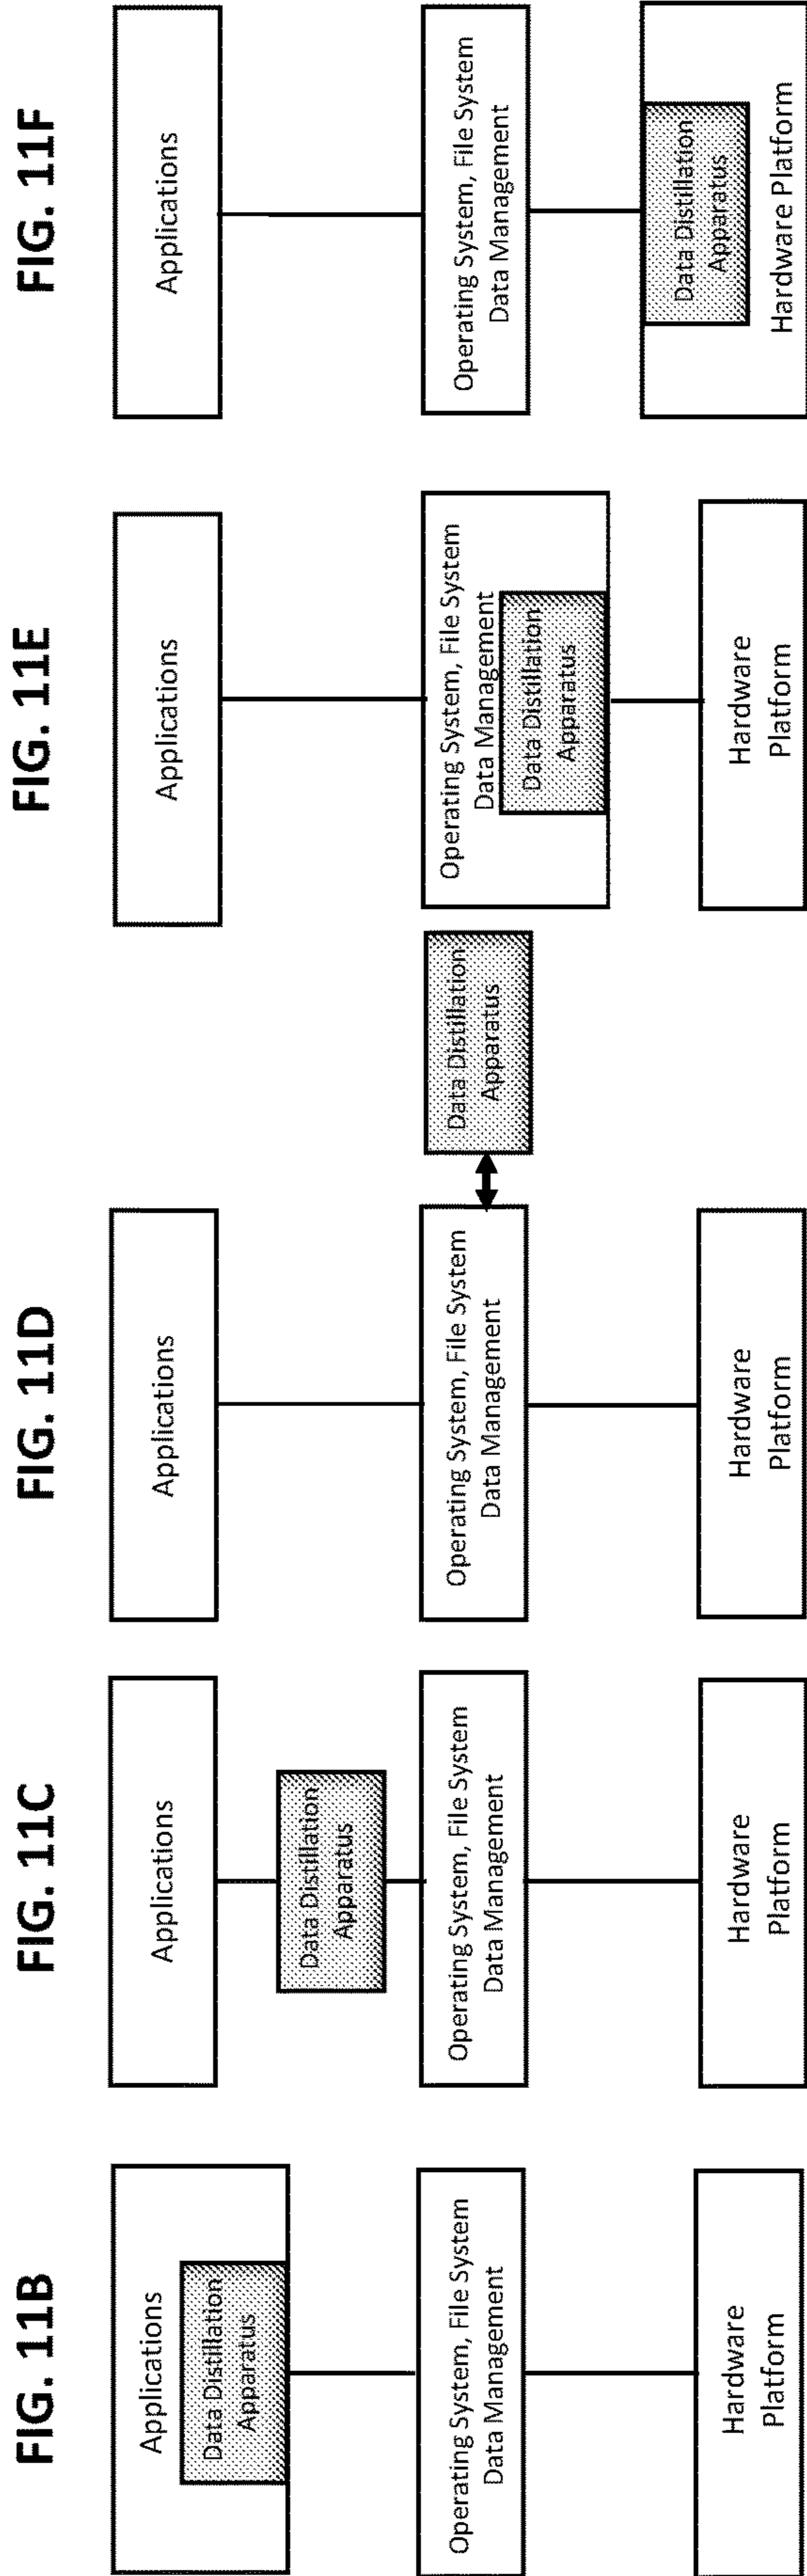 FIG. 11B
Applications
Data Distillation
Apparatus
Operating System, File System
Data Management
Hardware
Platform
FIG. 11C
Applications
Data Distillation
Apparatus
Operating System, File System
Data Management
Hardware
Platform
FIG. 11D
Applications
Operating System, File System
Data Management
Data Distillation
Apparatus
Hardware
Platform
FIG. 11E
Applications
Operating System, File System
Data Management
Data Distillation
Apparatus
Hardware
Platform
FIG. 11F
Applications
Operating System, File System
Data Management
Data Distillation
Apparatus
Hardware Platform